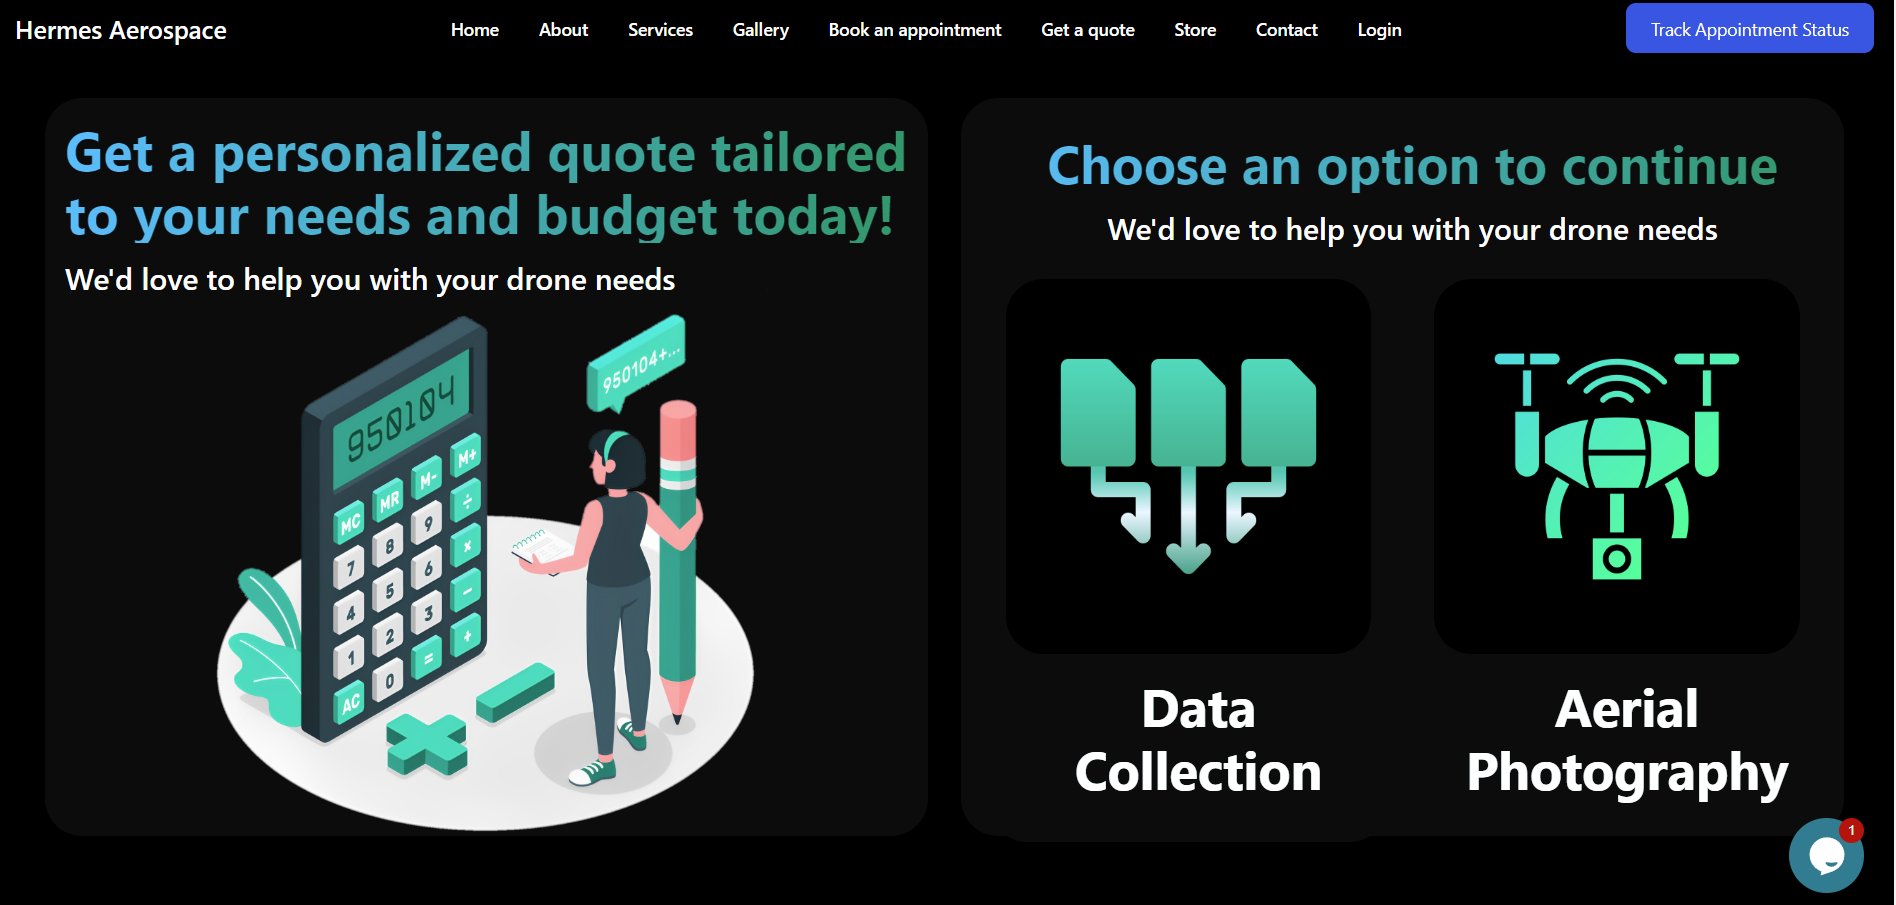 Hermes Aerospace
Home About Services Gallery Book an appointment Get a quote Store Contact Login
Track Appointment Status
Get a personalized quote tailored
to your needs and budget today!
We'd love to help you with your drone needs
950104+...
950104
MC MR M- M+
7 8 9 ÷
4 5 6 ×
1 2 3 -
AC 0 = +
Choose an option to continue
We'd love to help you with your drone needs
Data
Collection
Aerial
Photography
1